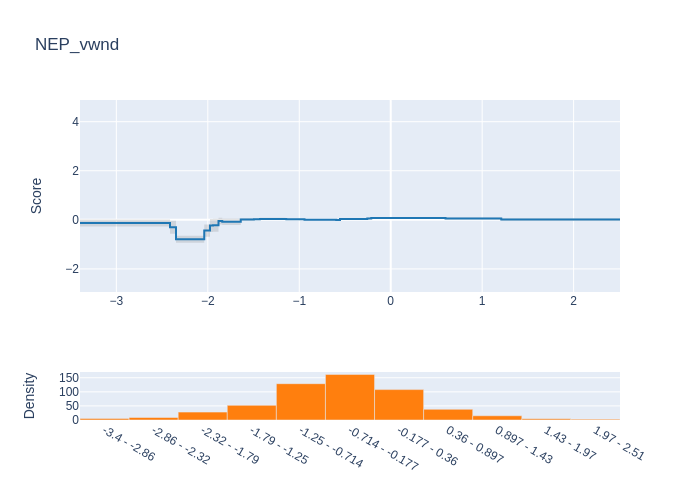 NEP_vwnd
Score
4
2
0
−2
−3
−2
−1
0
1
2
Density
150
100
50
0
-3.4 - -2.86
-2.86 - -2.32
-2.32 - -1.79
-1.79 - -1.25
-1.25 - -0.714
-0.714 - -0.177
-0.177 - 0.36
0.36 - 0.897
0.897 - 1.43
1.43 - 1.97
1.97 - 2.51